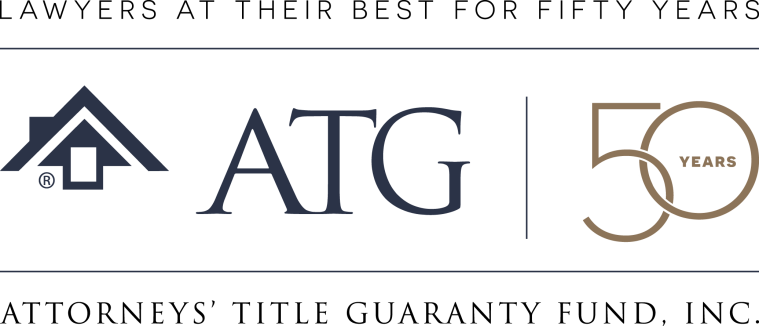 LAWYERS AT THEIR BEST FOR FIFTY YEARS
® ATG 50 YEARS
ATTORNEYS' TITLE GUARANTY FUND, INC.